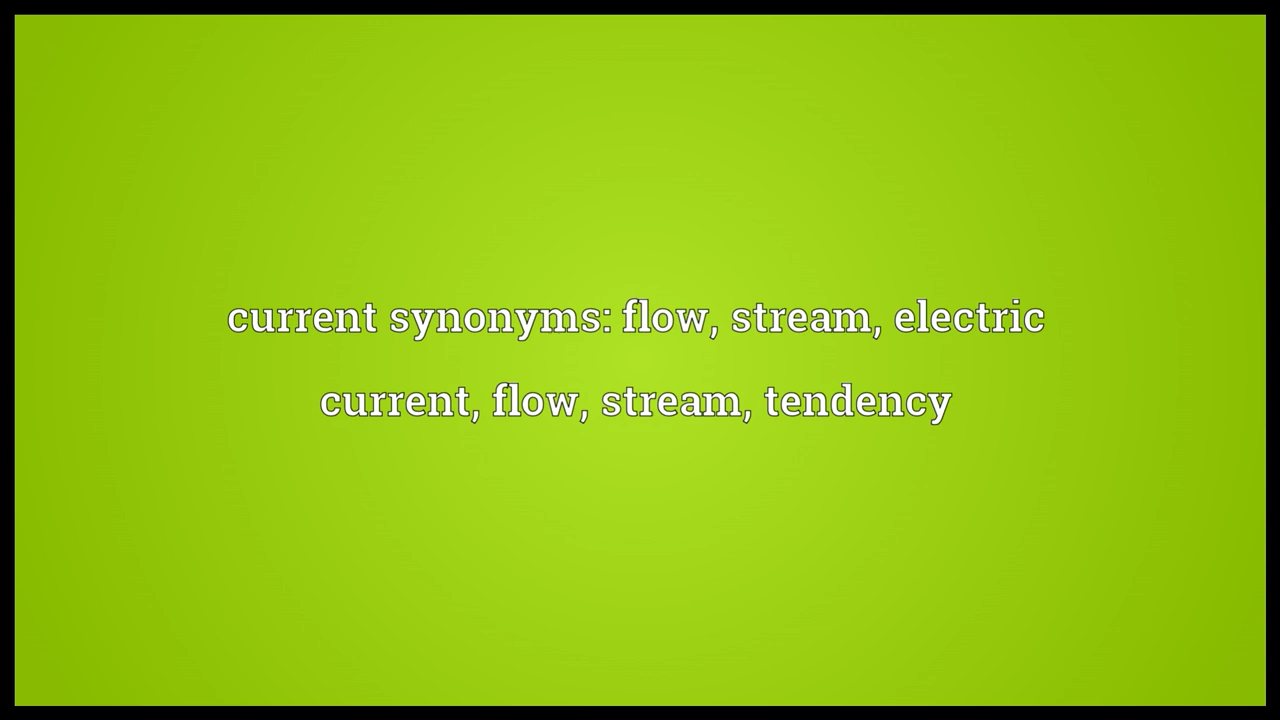 current synonyms: flow, stream, electric
current, flow, stream, tendency